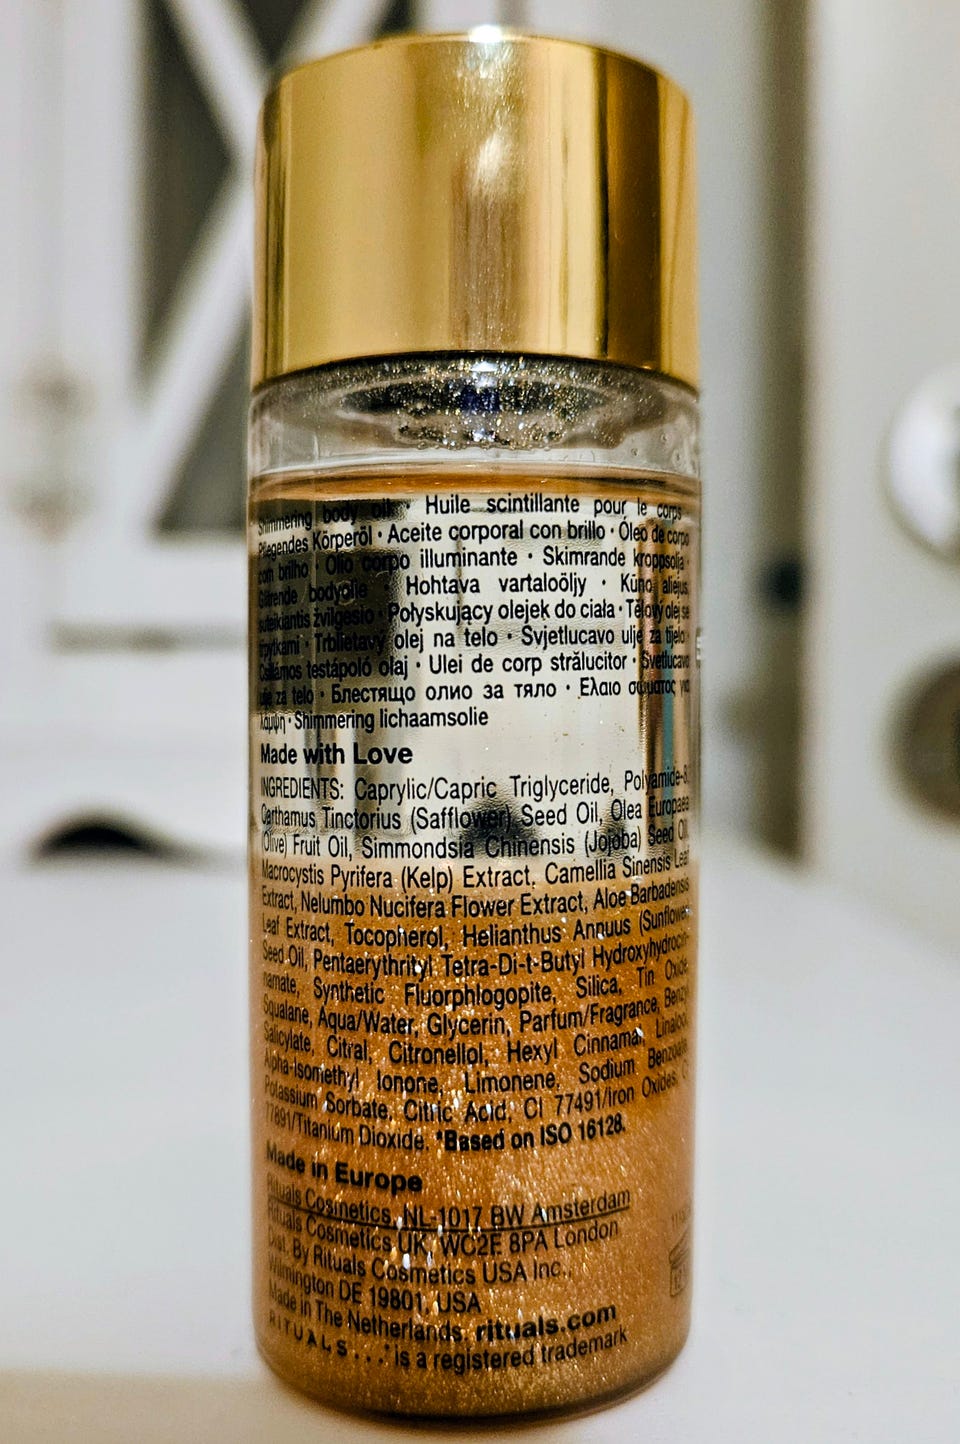 Shimmering body oil · Huile scintillante pour le corps ·
Pflegendes Körperöl · Aceite corporal con brillo · Óleo de corpo
com brilho · Olio corpo illuminante · Skimrande kroppsolja ·
Glitrende bodyolie · Hohtava vartaloöljy · Kūno aliejus,
suteikiantis žvilgesio · Połyskujący olejek do ciała · Tělový olej se
třpytkami · Trblietavý olej na telo · Svjetlucavo ulje za tijelo ·
Csillámos testápoló olaj · Ulei de corp strălucitor · Svetlucavo
ulje za telo · Блестящо олио за тяло · Έλαιο σώματος για
λάμψη · Shimmering lichaamsolie
Made with Love
INGREDIENTS: Caprylic/Capric Triglyceride, Polyamide-8,
Carthamus Tinctorius (Safflower) Seed Oil, Olea Europaea
(Olive) Fruit Oil, Simmondsia Chinensis (Jojoba) Seed Oil,
Macrocystis Pyrifera (Kelp) Extract, Camellia Sinensis Leaf
Extract, Nelumbo Nucifera Flower Extract, Aloe Barbadensis
Leaf Extract, Tocopherol, Helianthus Annuus (Sunflower)
Seed Oil, Pentaerythrityl Tetra-Di-t-Butyl Hydroxyhydrocin-
namate, Synthetic Fluorphlogopite, Silica, Tin Oxide,
Squalane, Aqua/Water, Glycerin, Parfum/Fragrance, Benzyl
Salicylate, Citral, Citronellol, Hexyl Cinnamal, Linalool,
Alpha-Isomethyl Ionone, Limonene, Sodium Benzoate,
Potassium Sorbate, Citric Acid, CI 77491/Iron Oxides, CI
77891/Titanium Dioxide. *Based on ISO 16128.
Made in Europe
Rituals Cosmetics, NL-1017 BW Amsterdam
Rituals Cosmetics UK, WC2E 8PA London
Dist. By Rituals Cosmetics USA Inc.,
Wilmington DE 19801, USA
Made in The Netherlands. rituals.com
RITUALS...* is a registered trademark